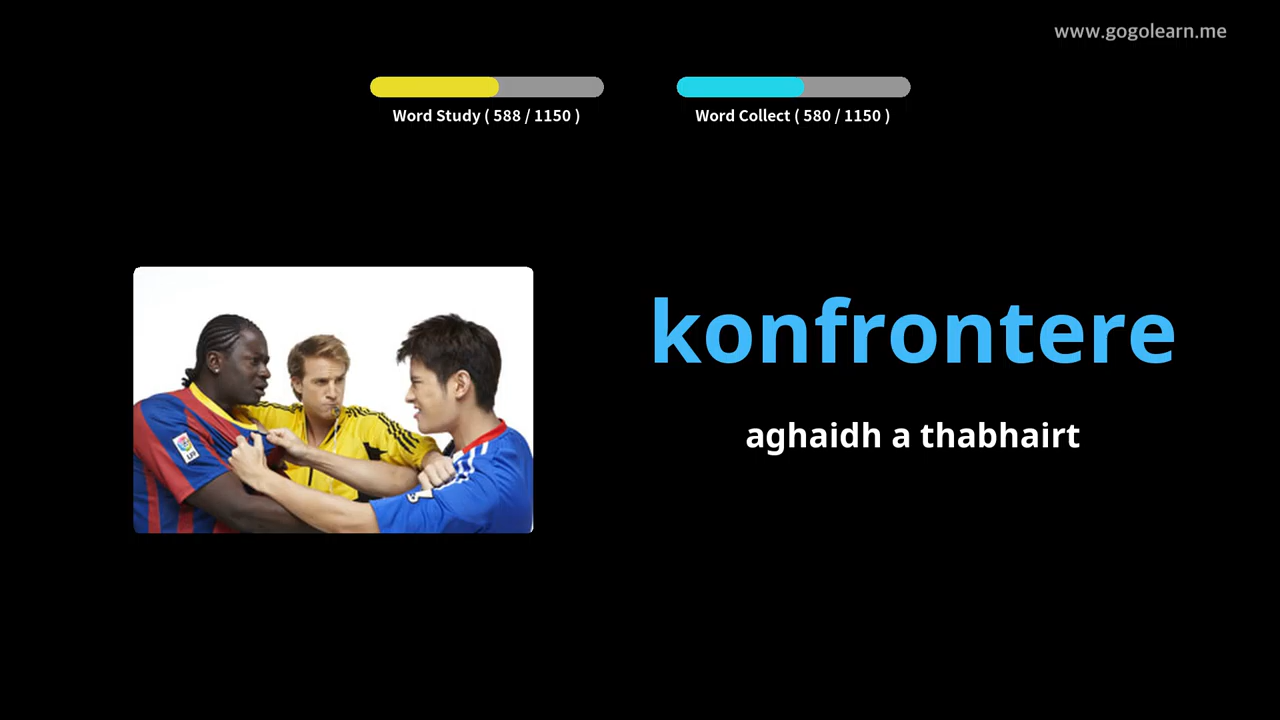 www.gogolearn.me
Word Study ( 588 / 1150 )
Word Collect ( 580 / 1150 )
konfrontere
aghaidh a thabhairt